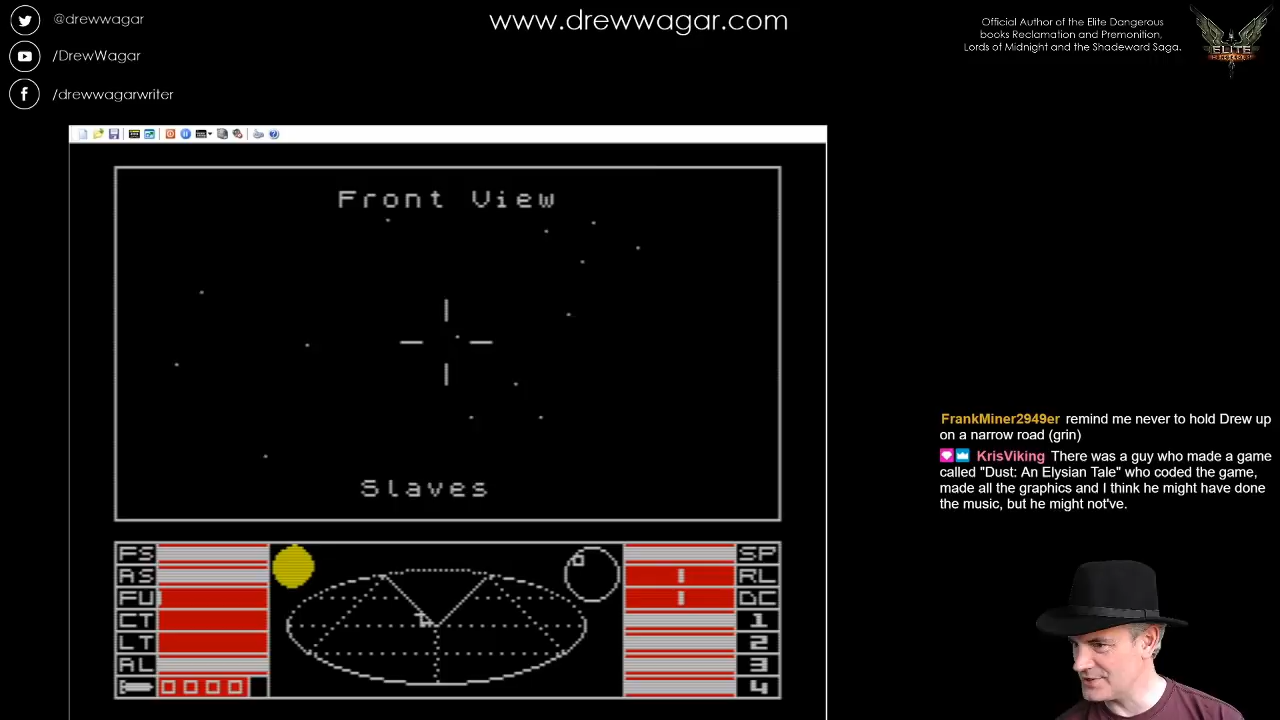 @drewwagar
/DrewWagar
/drewwagarwriter
www.drewwagar.com
Official Author of the Elite Dangerous
books Reclamation and Premonition,
Lords of Midnight and the Shadeward Saga.
ELITE
DANGEROUS
Front View
Slaves
FS
AS
FU
CT
LT
AL
SP
RL
DC
1
2
3
4
FrankMiner2949er remind me never to hold Drew up
on a narrow road (grin)
KrisViking There was a guy who made a game
called "Dust: An Elysian Tale" who coded the game,
made all the graphics and I think he might have done
the music, but he might not've.